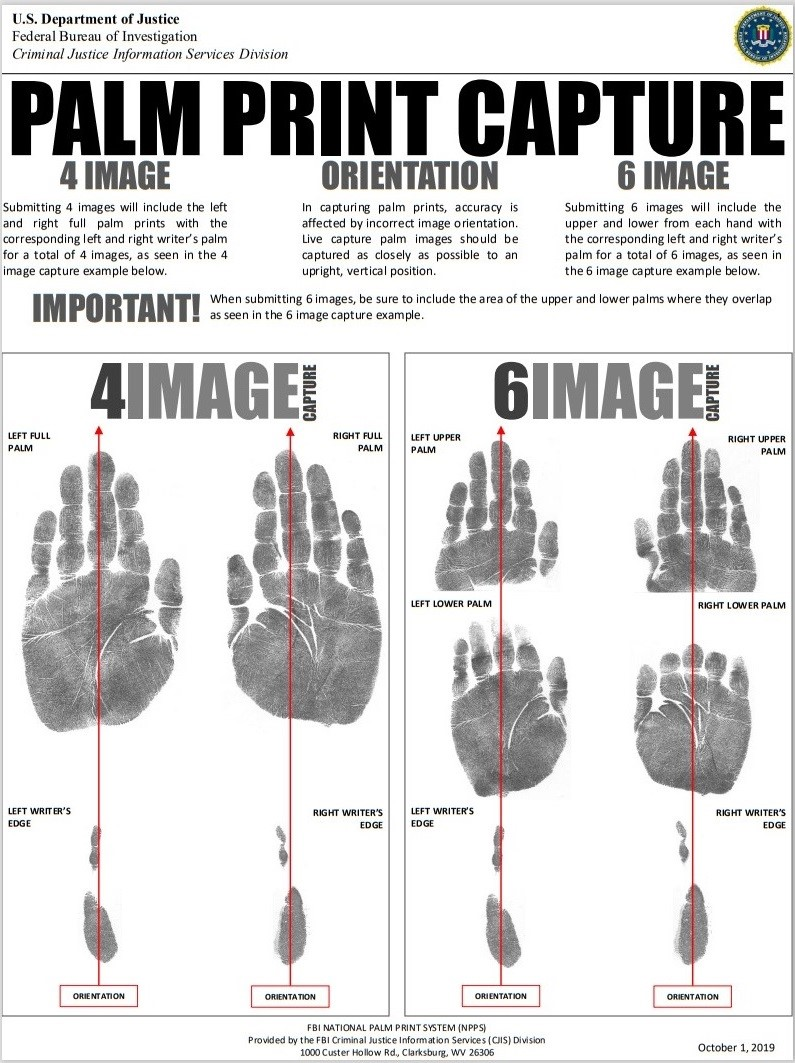 U.S. Department of Justice
Federal Bureau of Investigation
Criminal Justice Information Services Division
PALM PRINT CAPTURE
4 IMAGE
Submitting 4 images will include the left
and right full palm prints with the
corresponding left and right writer's palm
for a total of 4 images, as seen in the 4
image capture example below.
ORIENTATION
In capturing palm prints, accuracy is
affected by incorrect image orientation.
Live capture palm images should be
captured as closely as possible to an
upright, vertical position.
6 IMAGE
Submitting 6 images will include the
upper and lower from each hand with
the corresponding left and right writer's
palm for a total of 6 images, as seen in
the 6 image capture example below.
IMPORTANT!
When submitting 6 images, be sure to include the area of the upper and lower palms where they overlap
as seen in the 6 image capture example.
4IMAGE CAPTURE
LEFT FULL
PALM
RIGHT FULL
PALM
LEFT WRITER'S
EDGE
RIGHT WRITER'S
EDGE
ORIENTATION
ORIENTATION
6IMAGE CAPTURE
LEFT UPPER
PALM
RIGHT UPPER
PALM
LEFT LOWER PALM
RIGHT LOWER PALM
LEFT WRITER'S
EDGE
RIGHT WRITER'S
EDGE
ORIENTATION
ORIENTATION
FBI NATIONAL PALM PRINT SYSTEM (NPPS)
Provided by the FBI Criminal Justice Information Services (CJIS) Division
1000 Custer Hollow Rd., Clarksburg, WV 26306
October 1, 2019